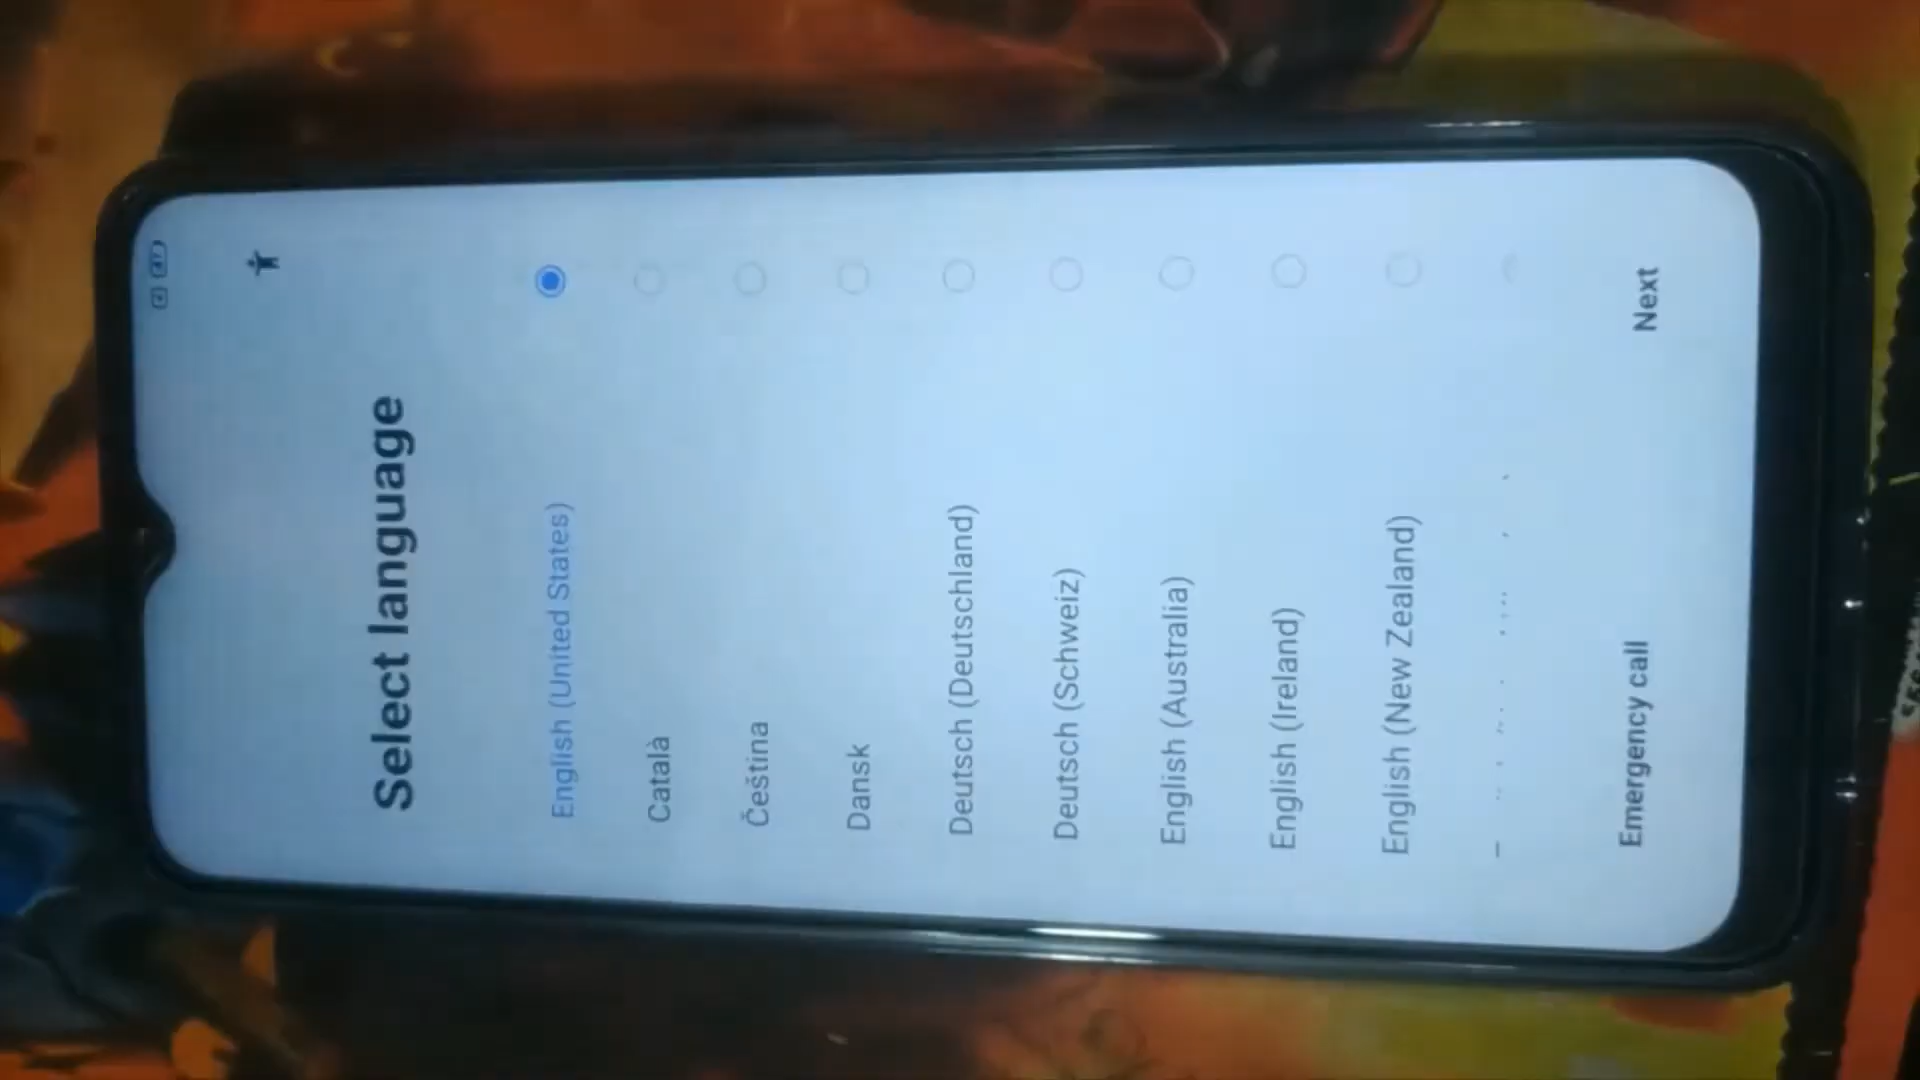 Select language
English (United States)
Català
Čeština
Dansk
Deutsch (Deutschland)
Deutsch (Schweiz)
English (Australia)
English (Ireland)
English (New Zealand)
Emergency call
Next